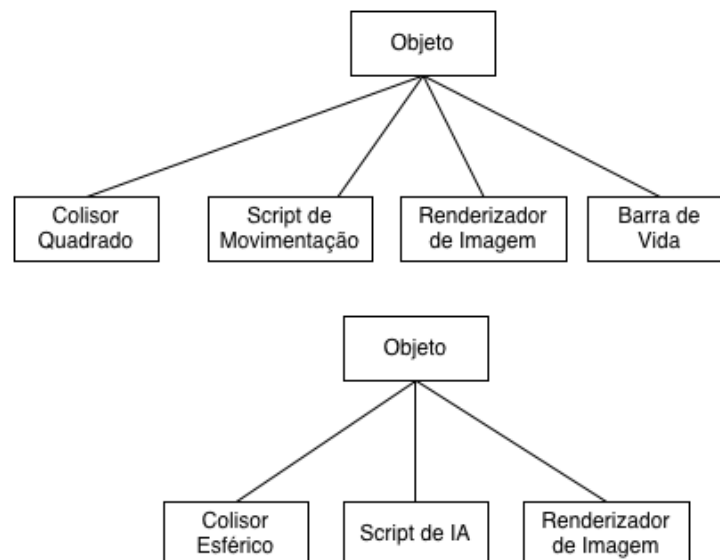 Objeto
Colisor
Quadrado
Script de
Movimentação
Renderizador
de Imagem
Barra de
Vida
Objeto
Colisor
Esférico
Script de IA
Renderizador
de Imagem